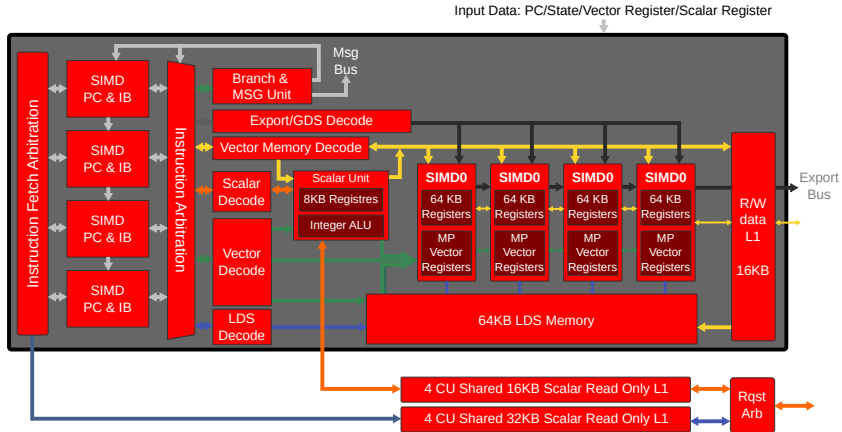 Input Data: PC/State/Vector Register/Scalar Register
Instruction Fetch Arbitration
SIMD
PC & IB
SIMD
PC & IB
SIMD
PC & IB
SIMD
PC & IB
Instruction Arbitration
Msg
Bus
Branch &
MSG Unit
Export/GDS Decode
Vector Memory Decode
Scalar
Decode
Scalar Unit
8KB Registres
Integer ALU
Vector
Decode
LDS
Decode
SIMD0
64 KB
Registers
MP
Vector
Registers
SIMD0
64 KB
Registers
MP
Vector
Registers
SIMD0
64 KB
Registers
MP
Vector
Registers
SIMD0
64 KB
Registers
MP
Vector
Registers
64KB LDS Memory
R/W
data
L1
16KB
Export
Bus
4 CU Shared 16KB Scalar Read Only L1
4 CU Shared 32KB Scalar Read Only L1
Rqst
Arb